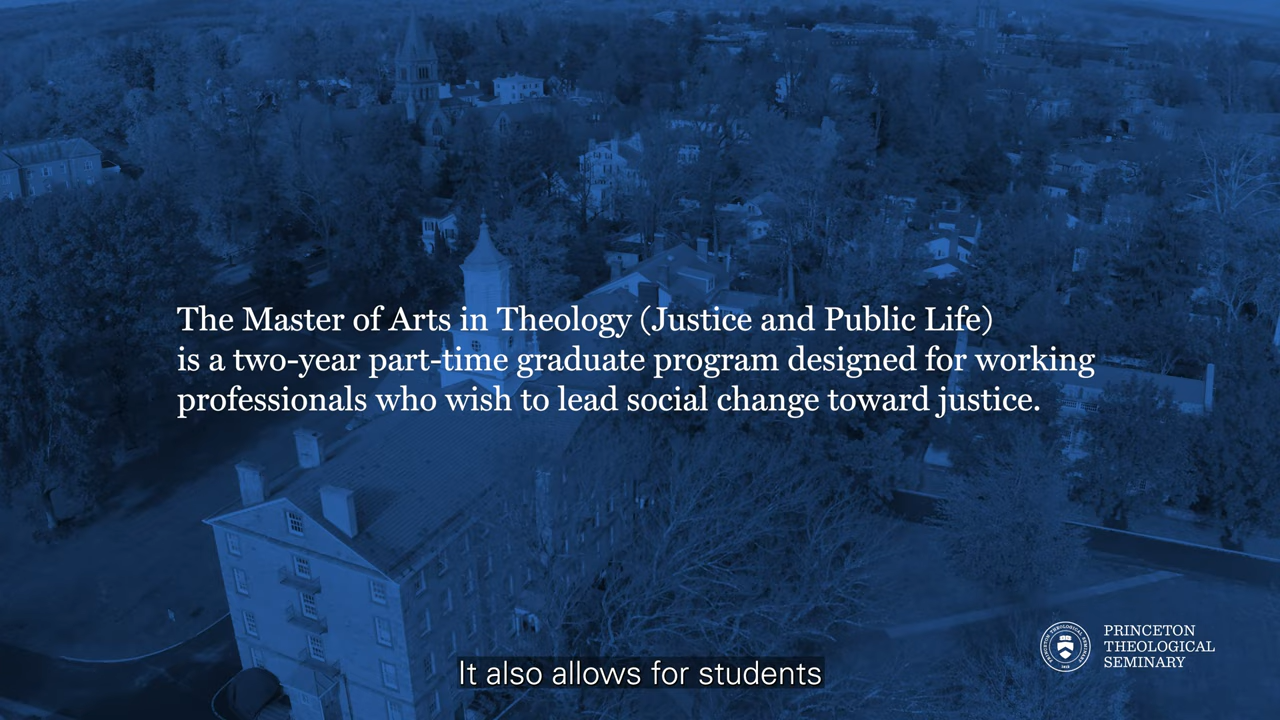 The Master of Arts in Theology (Justice and Public Life)
is a two-year part-time graduate program designed for working
professionals who wish to lead social change toward justice.
PRINCETON
THEOLOGICAL
SEMINARY
It also allows for students